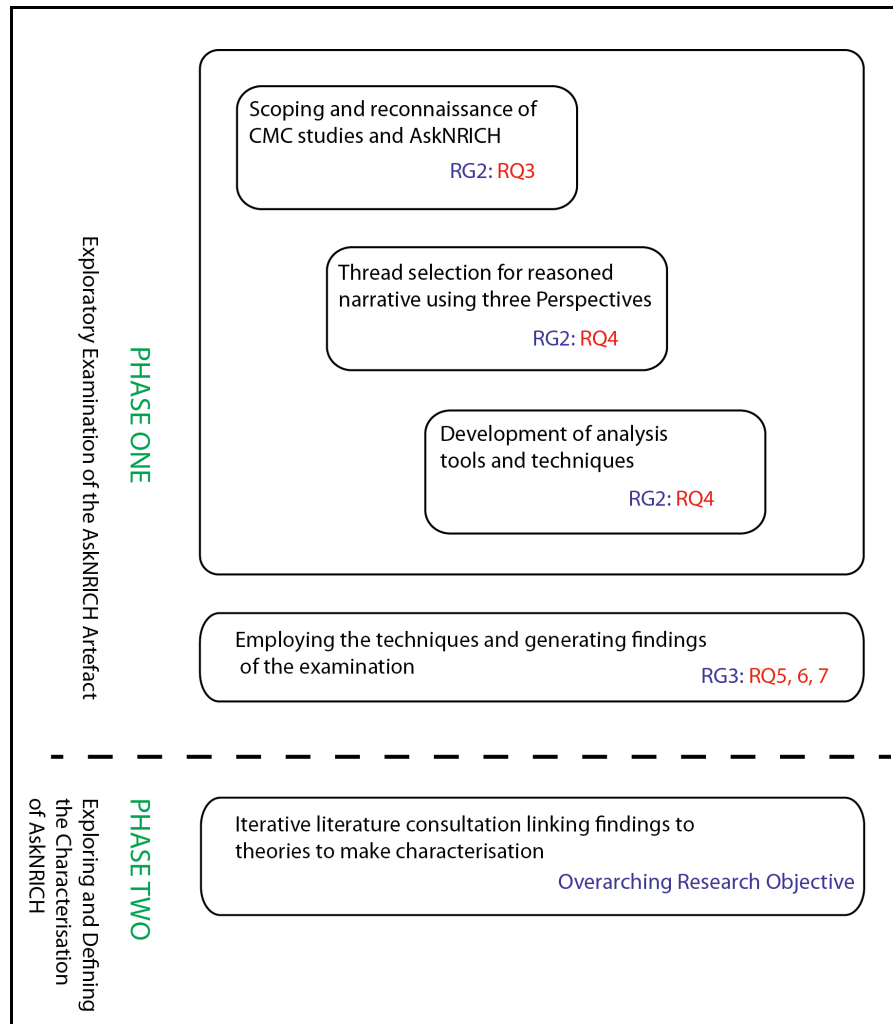 Scoping and reconnaissance of
CMC studies and AskNRICH
RG2: RQ3
Thread selection for reasoned
narrative using three Perspectives
RG2: RQ4
Development of analysis
tools and techniques
RG2: RQ4
Employing the techniques and generating findings
of the examination
RG3: RQ5, 6, 7
PHASE ONE
Exploratory Examination of the AskNRICH Artefact
Iterative literature consultation linking findings to
theories to make characterisation
Overarching Research Objective
PHASE TWO
Exploring and Defining
the Characterisation
of AskNRICH